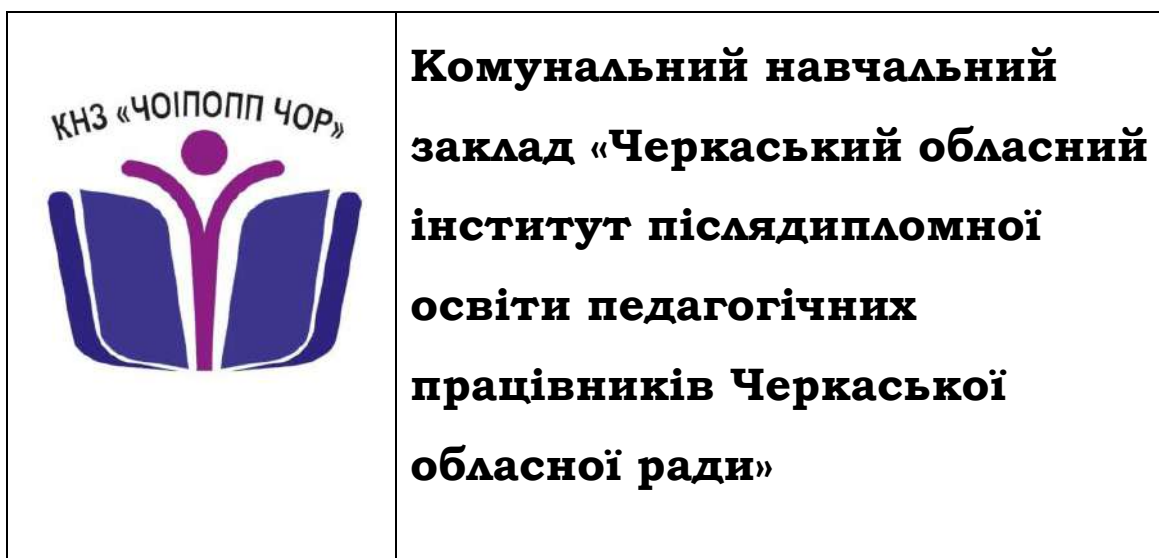 КНЗ «ЧОІПОПП ЧОР»
Комунальний навчальний
заклад «Черкаський обласний
інститут післядипломної
освіти педагогічних
працівників Черкаської
обласної ради»